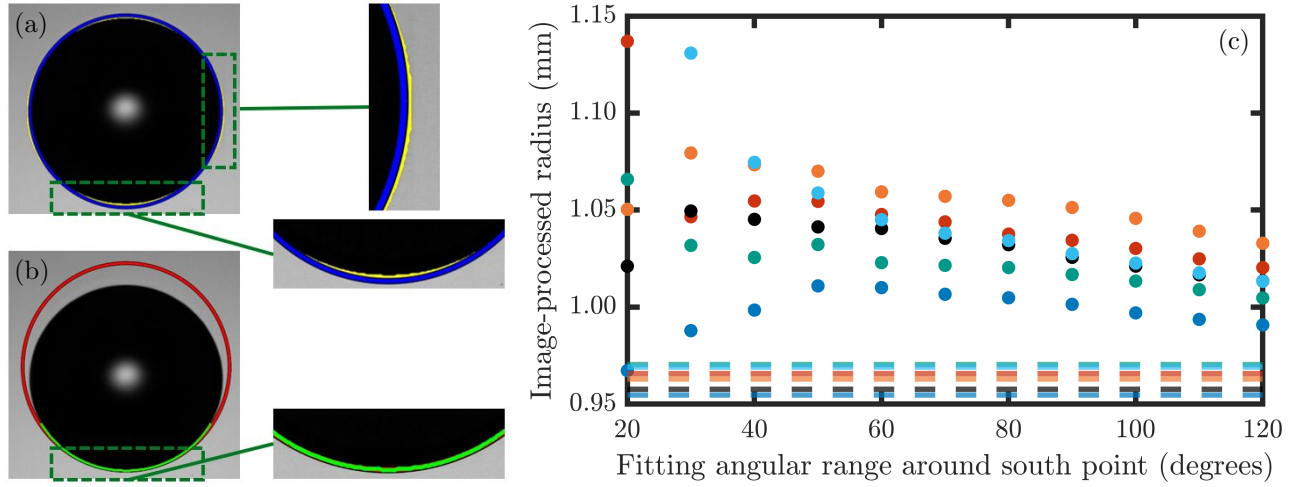 (a)
(b)
(c)
Image-processed radius (mm)
1.15
1.10
1.05
1.00
0.95
20 40 60 80 100 120
Fitting angular range around south point (degrees)